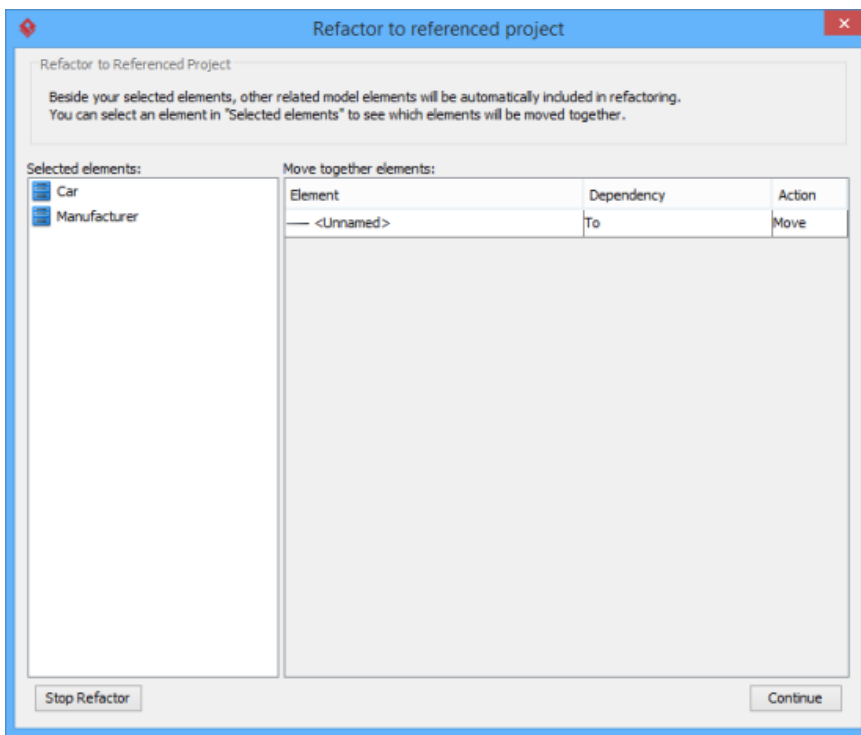 Refactor to referenced project
Refactor to Referenced Project
Beside your selected elements, other related model elements will be automatically included in refactoring.
You can select an element in "Selected elements" to see which elements will be moved together.
Selected elements: Move together elements:
Car
Manufacturer
Element Dependency Action
<Unnamed> To Move
Stop Refactor Continue